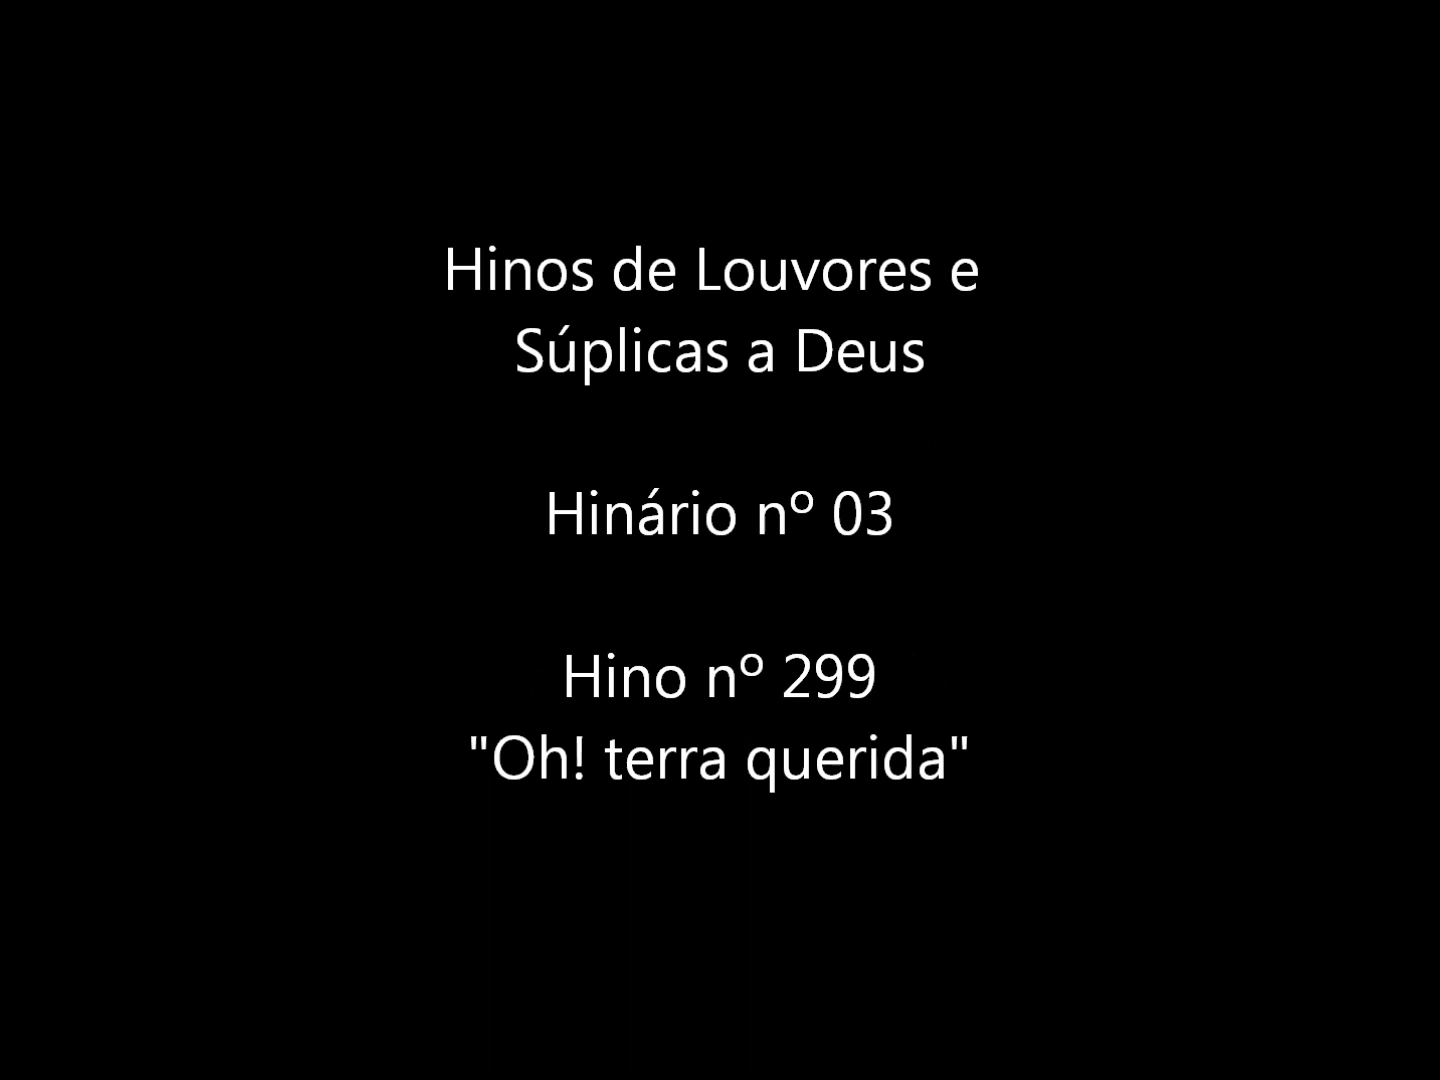 Hinos de Louvores e
Súplicas a Deus
Hinário nº 03
Hino nº 299
"Oh! terra querida"